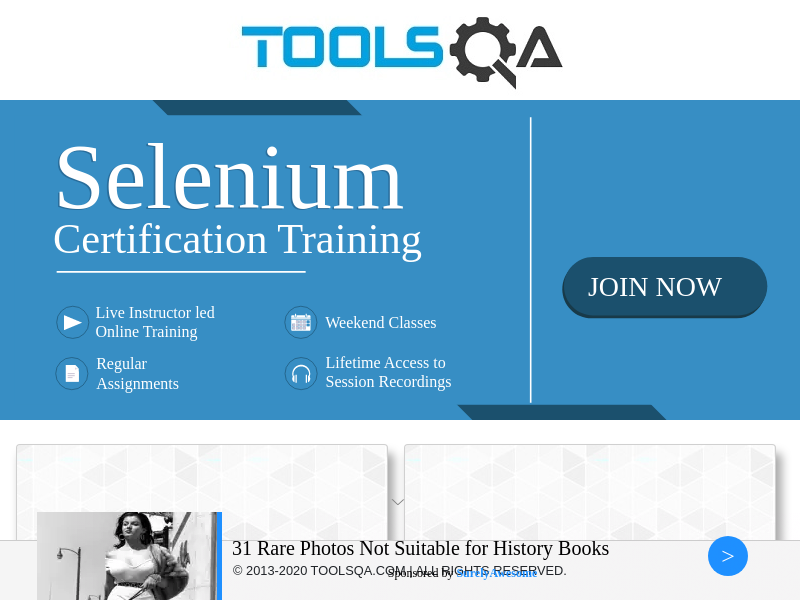 TOOLSQA
Selenium
Certification Training
Live Instructor led
Online Training
Weekend Classes
Regular
Assignments
Lifetime Access to
Session Recordings
JOIN NOW
31 Rare Photos Not Suitable for History Books
>
© 2013-2020 TOOLSQA.COM | ALL RIGHTS RESERVED.
Sponsored by SurelyAwesome